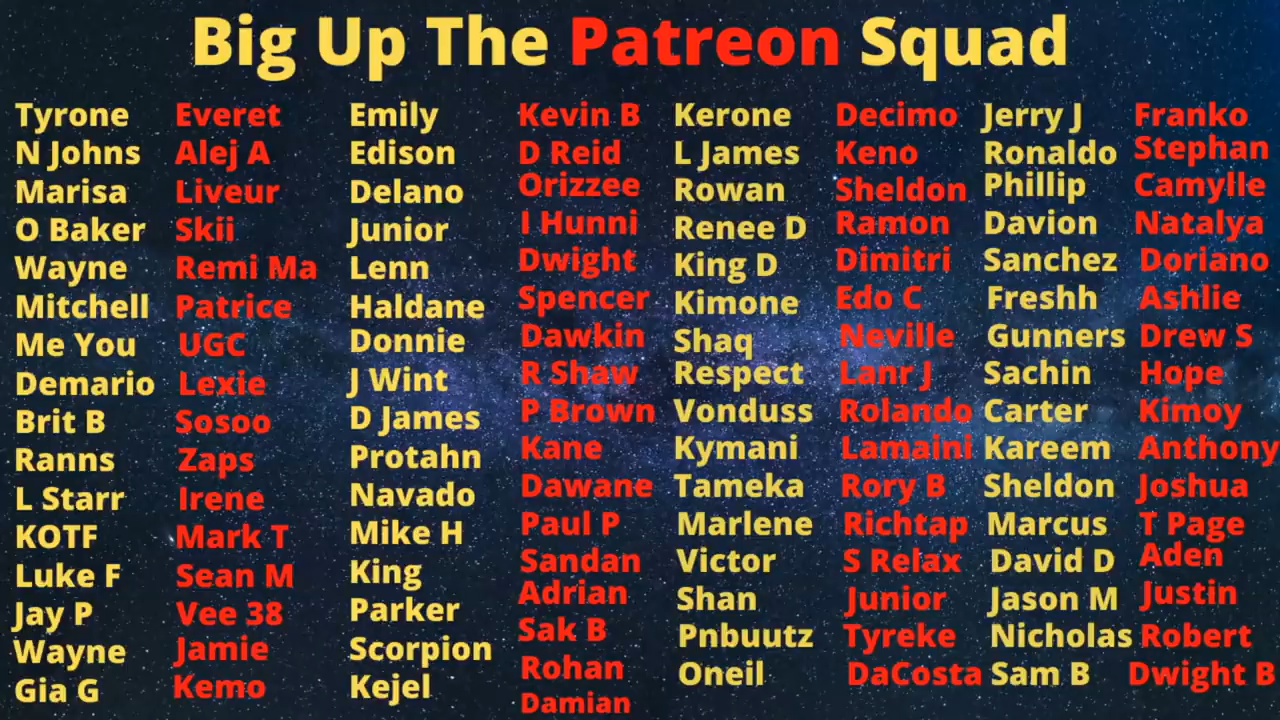 Big Up The Patreon Squad
Tyrone
N Johns
Marisa
O Baker
Wayne
Mitchell
Me You
Demario
Brit B
Ranns
L Starr
KOTF
Luke F
Jay P
Wayne
Gia G
Everet
Alej A
Liveur
Skii
Remi Ma
Patrice
UGC
Lexie
Sosoo
Zaps
Irene
Mark T
Sean M
Vee 38
Jamie
Kemo
Emily
Edison
Delano
Junior
Lenn
Haldane
Donnie
J Wint
D James
Protahn
Navado
Mike H
King
Parker
Scorpion
Kejel
Kevin B
D Reid
Orizzee
I Hunni
Dwight
Spencer
Dawkin
R Shaw
P Brown
Kane
Dawane
Paul P
Sandan
Adrian
Sak B
Rohan
Damian
Kerone
L James
Rowan
Renee D
King D
Kimone
Shaq
Respect
Vonduss
Kymani
Tameka
Marlene
Victor
Shan
Pnbuutz
Oneil
Decimo
Keno
Sheldon
Ramon
Dimitri
Edo C
Neville
Lanr J
Rolando
Lamaini
Rory B
Richtap
S Relax
Junior
Tyreke
DaCosta
Jerry J
Ronaldo
Phillip
Davion
Sanchez
Freshh
Gunners
Sachin
Carter
Kareem
Sheldon
Marcus
David D
Jason M
Nicholas
Sam B
Franko
Stephan
Camylle
Natalya
Doriano
Ashlie
Drew S
Hope
Kimoy
Anthony
Joshua
T Page
Aden
Justin
Robert
Dwight B